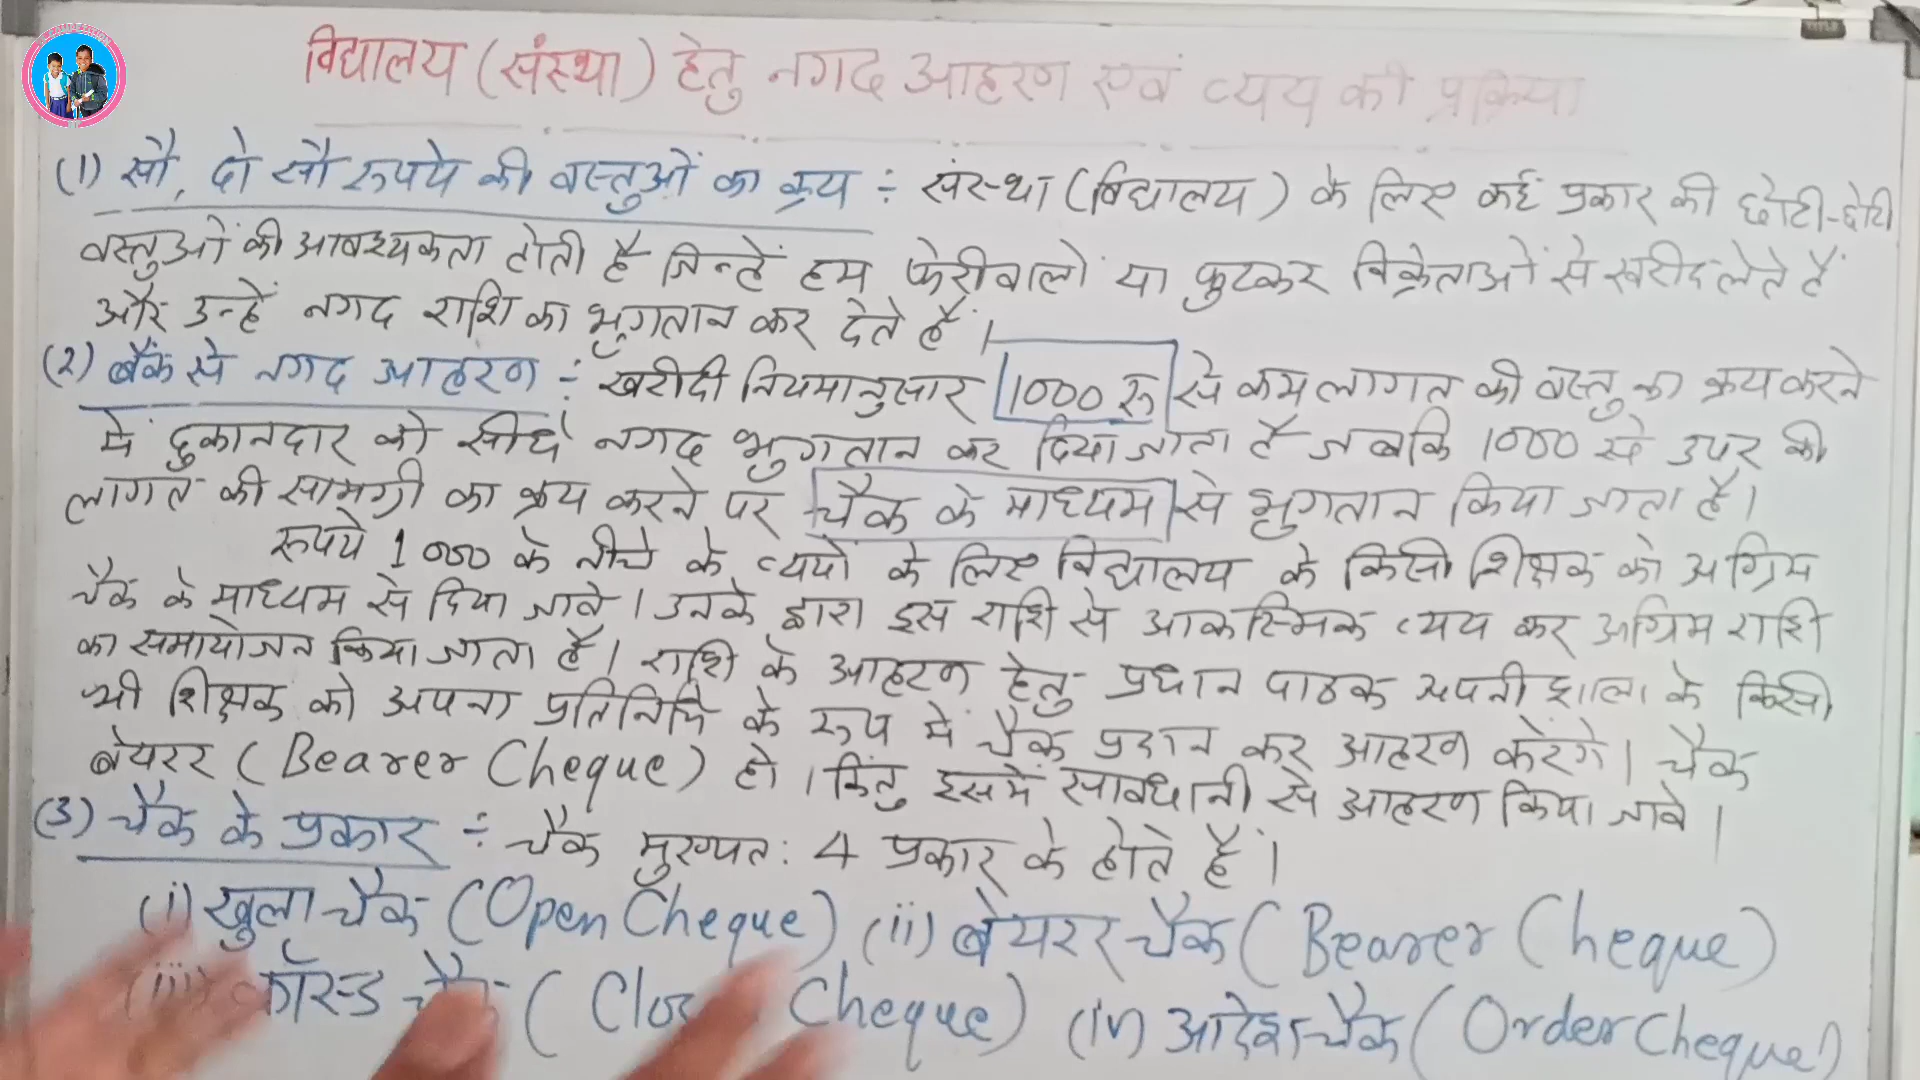 विद्यालय (संस्था) हेतु नगद आहरण एवं व्यय की प्रक्रिया
(1) सौ, दो सौ रुपये की वस्तुओं का क्रय ÷ संस्था (विद्यालय) के लिए कई प्रकार की छोटी-छोटी
वस्तुओं की आवश्यकता होती है जिन्हें हम फेरीवालों या फुटकर विक्रेताओं से खरीद लेते हैं
और उन्हें नगद राशि का भुगतान कर देते हैं।
(2) बैंक से नगद आहरण ÷ खरीदी नियमानुसार 1000 रु से कम लागत की वस्तु का क्रय करने
में दुकानदार को सीधे नगद भुगतान कर दिया जाता है जबकि 1000 से उपर की
लागत की सामग्री का क्रय करने पर चैक के माध्यम से भुगतान किया जाता है।
रुपये 1000 के नीचे के व्ययों के लिए विद्यालय के किसी शिक्षक को अग्रिम
चैक के माध्यम से दिया जावे। उनके द्वारा इस राशि से आकस्मिक व्यय कर अग्रिम राशि
का समायोजन किया जाता है। राशि के आहरण हेतु प्रधान पाठक अपनी शाला के किसी
भी शिक्षक को अपना प्रतिनिधि के रूप में चैक प्रदान कर आहरण करेंगे। चैक
बेयरर (Bearer Cheque) हो। किंतु इसमें सावधानी से आहरण किया जावे।
(3) चैक के प्रकार ÷ चैक मुख्यत: 4 प्रकार के होते हैं।
(i) खुला चैक (Open Cheque) (ii) बेयरर चैक (Bearer Cheque)
(iii) क्रॉस्ड चैक ( Cheque) (iv) आदेश चैक (Order Cheque)